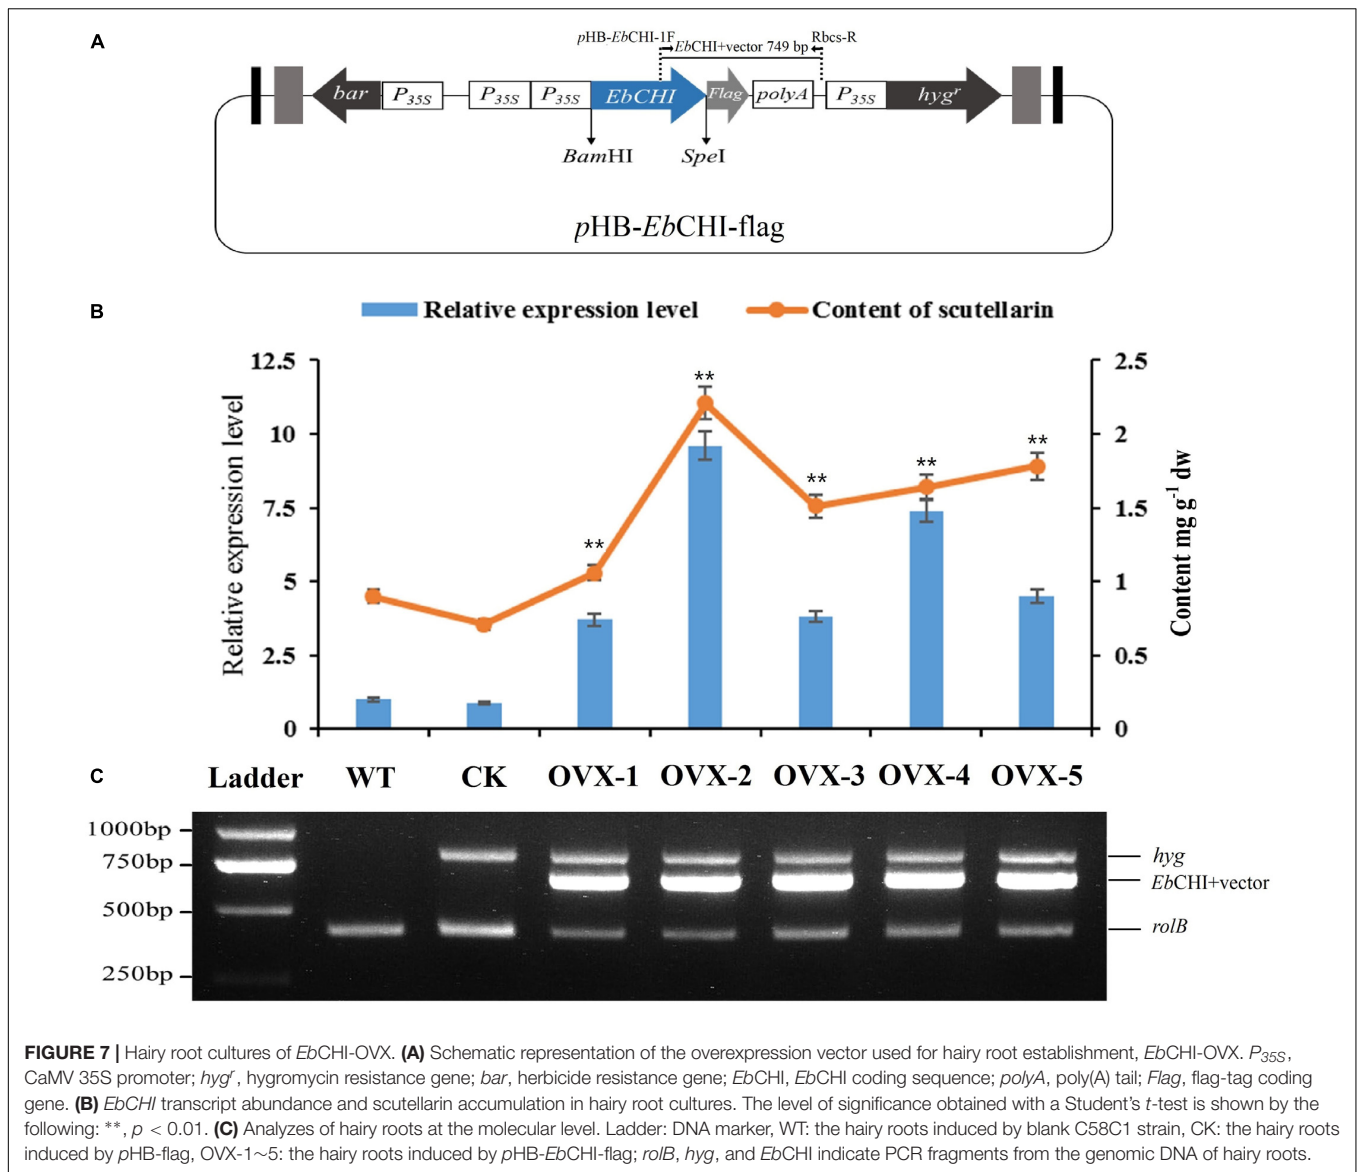 A
pHB-EbCHI-1F
Rbcs-R
EbCHI+vector 749 bp
bar P35S P35S P35S EbCHI Flag polyA P35S hygr
BamHI SpeI
pHB-EbCHI-flag
B
Relative expression level Content of scutellarin
12.5 2.5
** 
10 2
** ** **
7.5 1.5
**
5 1
2.5 0.5
0 0
Relative expression level
Content mg g-1 dw
C
Ladder WT CK OVX-1 OVX-2 OVX-3 OVX-4 OVX-5
1000bp
hyg
750bp
EbCHI+vector
500bp
rolB
250bp
FIGURE 7 | Hairy root cultures of EbCHI-OVX. (A) Schematic representation of the overexpression vector used for hairy root establishment, EbCHI-OVX. P35S,
CaMV 35S promoter; hygr, hygromycin resistance gene; bar, herbicide resistance gene; EbCHI, EbCHI coding sequence; polyA, poly(A) tail; Flag, flag-tag coding
gene. (B) EbCHI transcript abundance and scutellarin accumulation in hairy root cultures. The level of significance obtained with a Student's t-test is shown by the
following: **, p < 0.01. (C) Analyzes of hairy roots at the molecular level. Ladder: DNA marker, WT: the hairy roots induced by blank C58C1 strain, CK: the hairy roots
induced by pHB-flag, OVX-1~5: the hairy roots induced by pHB-EbCHI-flag; rolB, hyg, and EbCHI indicate PCR fragments from the genomic DNA of hairy roots.